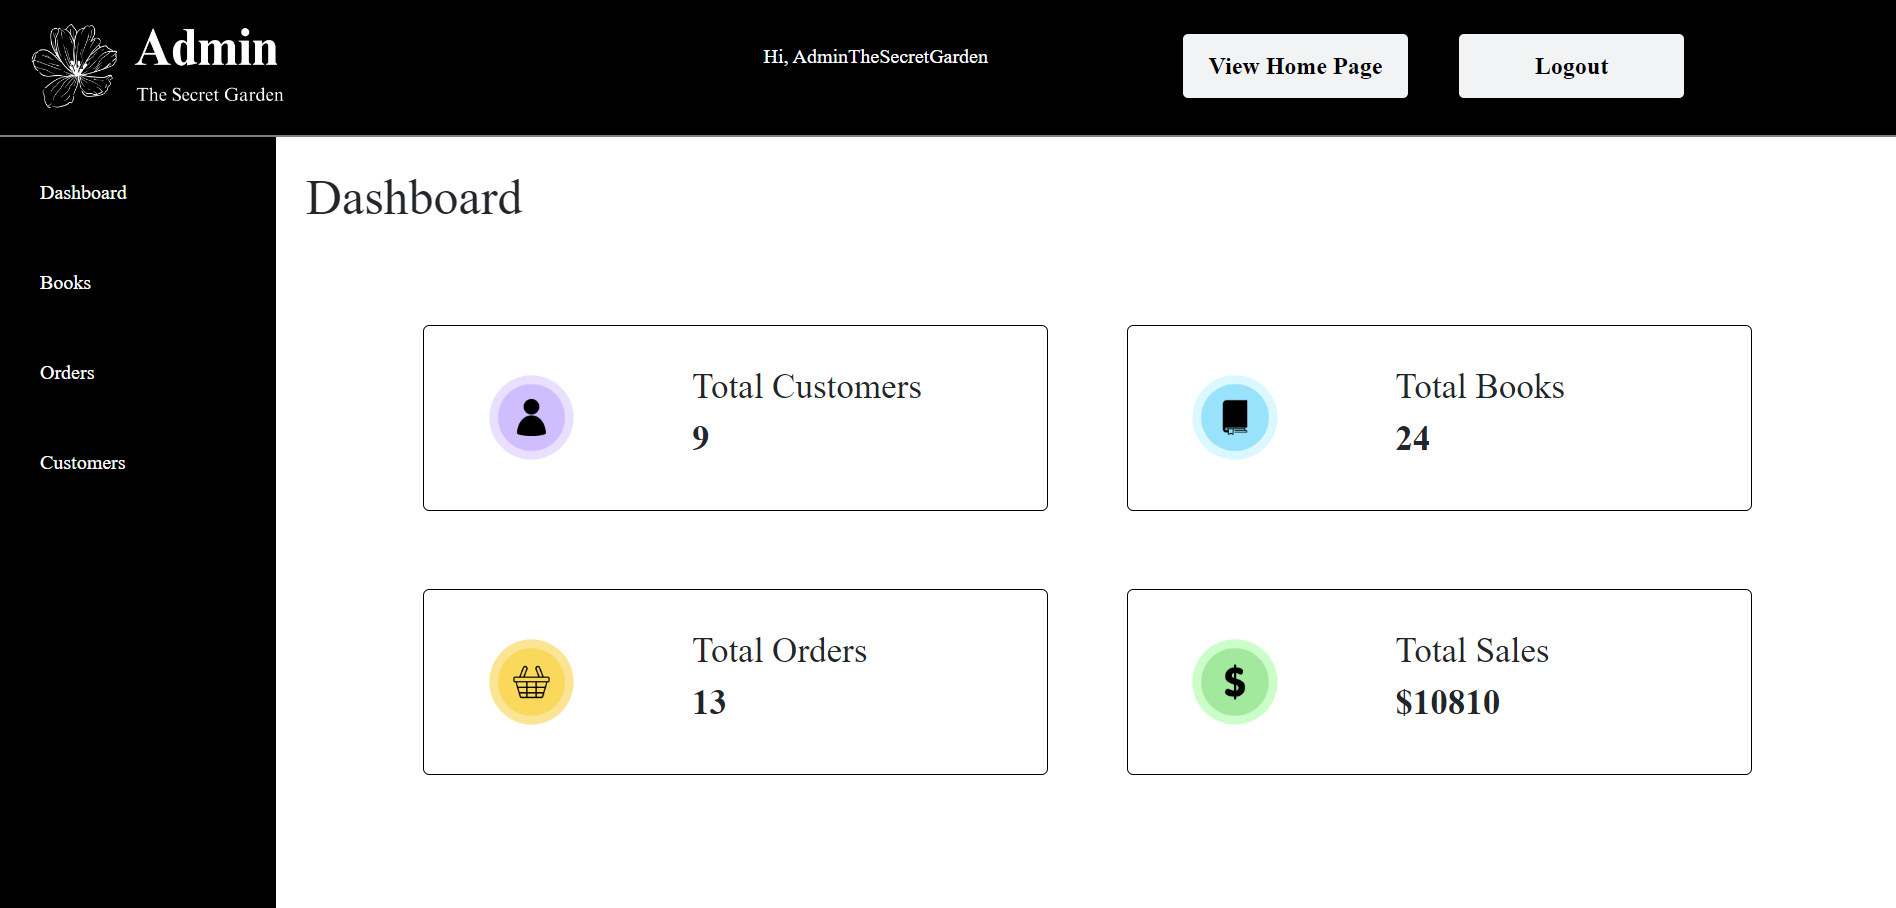 Admin
The Secret Garden
Hi, AdminTheSecretGarden
View Home Page
Logout
Dashboard
Books
Orders
Customers
Dashboard
Total Customers
9
Total Books
24
Total Orders
13
Total Sales
$10810